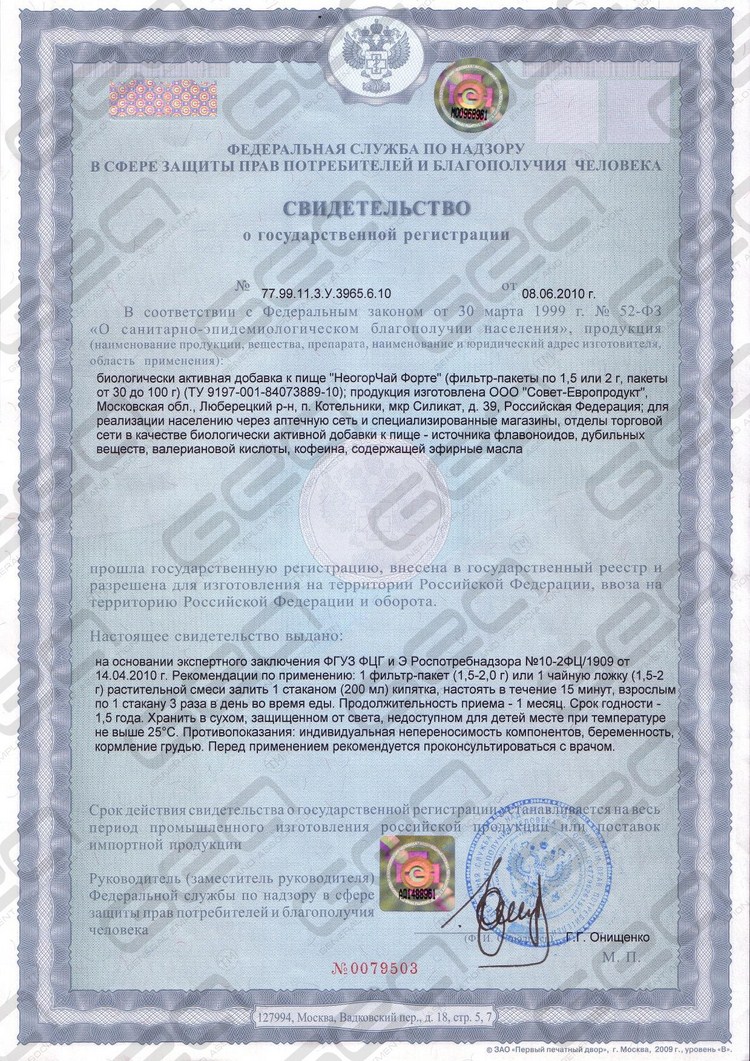 М00968961
ФЕДЕРАЛЬНАЯ СЛУЖБА ПО НАДЗОРУ
В СФЕРЕ ЗАЩИТЫ ПРАВ ПОТРЕБИТЕЛЕЙ И БЛАГОПОЛУЧИЯ ЧЕЛОВЕКА
СВИДЕТЕЛЬСТВО
о государственной регистрации
№ 77.99.11.3.У.3965.6.10 от 08.06.2010 г.
В соответствии с Федеральным законом от 30 марта 1999 г. № 52-ФЗ
«О санитарно-эпидемиологическом благополучии населения», продукция
(наименование продукции, вещества, препарата, наименование и юридический адрес изготовителя,
область применения):
биологически активная добавка к пище "НеогорЧай Форте" (фильтр-пакеты по 1,5 или 2 г, пакеты
от 30 до 100 г) (ТУ 9197-001-84073889-10); продукция изготовлена ООО "Совет-Европродукт",
Московская обл., Люберецкий р-н, п. Котельники, мкр Силикат, д. 39, Российская Федерация; для
реализации населению через аптечную сеть и специализированные магазины, отделы торговой
сети в качестве биологически активной добавки к пище - источника флавоноидов, дубильных
веществ, валериановой кислоты, кофеина, содержащей эфирные масла
прошла государственную регистрацию, внесена в государственный реестр и
разрешена для изготовления на территории Российской Федерации, ввоза на
территорию Российской Федерации и оборота.
Настоящее свидетельство выдано:
на основании экспертного заключения ФГУЗ ФЦГ и Э Роспотребнадзора №10-2ФЦ/1909 от
14.04.2010 г. Рекомендации по применению: 1 фильтр-пакет (1,5-2,0 г) или 1 чайную ложку (1,5-2
г) растительной смеси залить 1 стаканом (200 мл) кипятка, настоять в течение 15 минут, взрослым
по 1 стакану 3 раза в день во время еды. Продолжительность приема - 1 месяц. Срок годности -
1,5 года. Хранить в сухом, защищенном от света, недоступном для детей месте при температуре
не выше 25°С. Противопоказания: индивидуальная непереносимость компонентов, беременность,
кормление грудью. Перед применением рекомендуется проконсультироваться с врачом.
Срок действия свидетельства о государственной регистрации устанавливается на весь
период промышленного изготовления российской продукции или поставок
импортной продукции
Руководитель (заместитель руководителя)
Федеральной службы по надзору в сфере
защиты прав потребителей и благополучия
человека
АД1488961
Г.Г. Онищенко
М. П.
№0079503
127994, Москва, Вадковский пер., д. 18, стр. 5, 7
© ЗАО «Первый печатный двор», г. Москва, 2009 г., уровень «В».